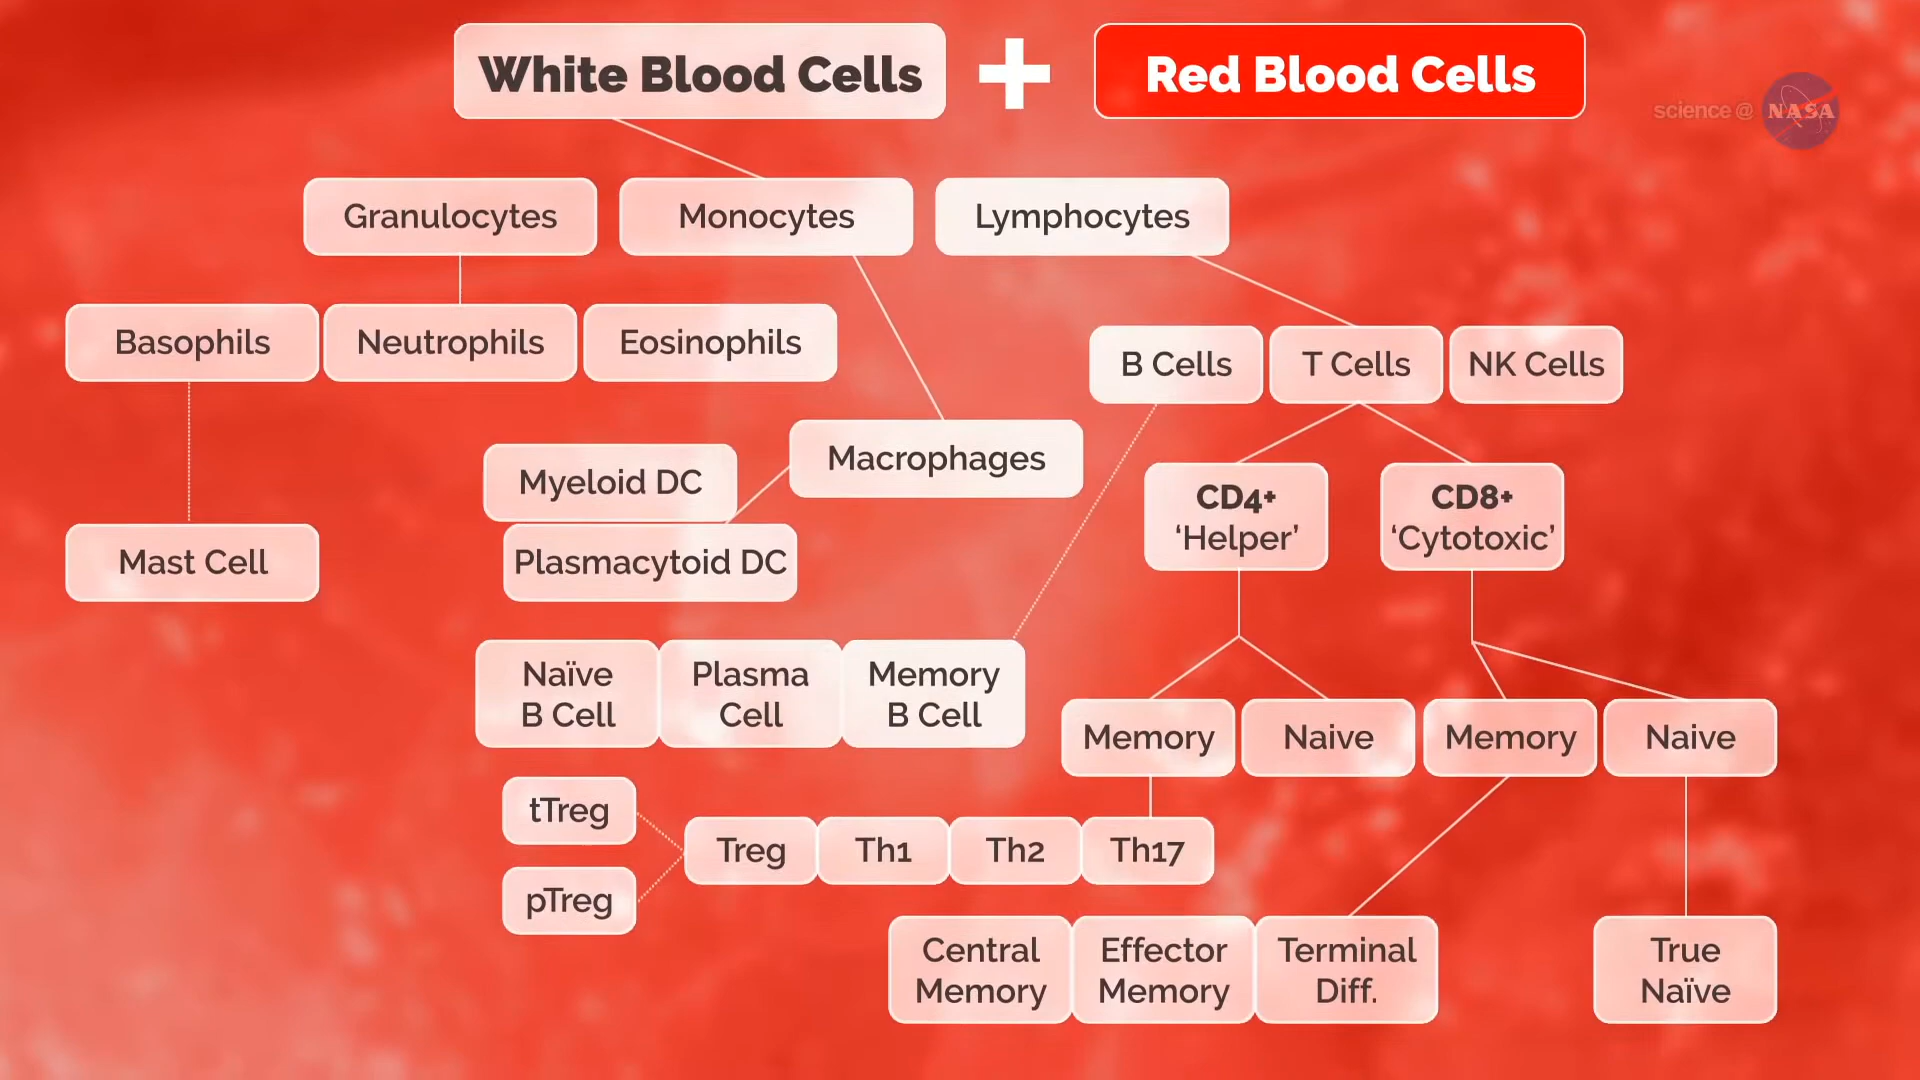 White Blood Cells + Red Blood Cells
science@ NASA
Granulocytes Monocytes Lymphocytes
Basophils Neutrophils Eosinophils
B Cells T Cells NK Cells
Macrophages
Myeloid DC
CD4+
‘Helper’
CD8+
‘Cytotoxic’
Mast Cell
Plasmacytoid DC
Naïve
B Cell
Plasma
Cell
Memory
B Cell
Memory Naive Memory Naive
tTreg
Treg Th1 Th2 Th17
pTreg
Central
Memory
Effector
Memory
Terminal
Diff.
True
Naïve